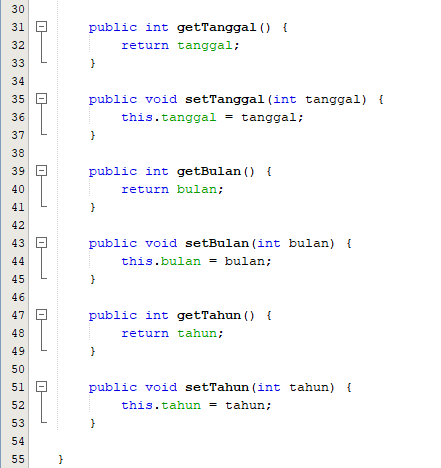 30
31 public int getTanggal() {
32 return tanggal;
33 }
34
35 public void setTanggal(int tanggal) {
36 this.tanggal = tanggal;
37 }
38
39 public int getBulan() {
40 return bulan;
41 }
42
43 public void setBulan(int bulan) {
44 this.bulan = bulan;
45 }
46
47 public int getTahun() {
48 return tahun;
49 }
50
51 public void setTahun(int tahun) {
52 this.tahun = tahun;
53 }
54
55 }